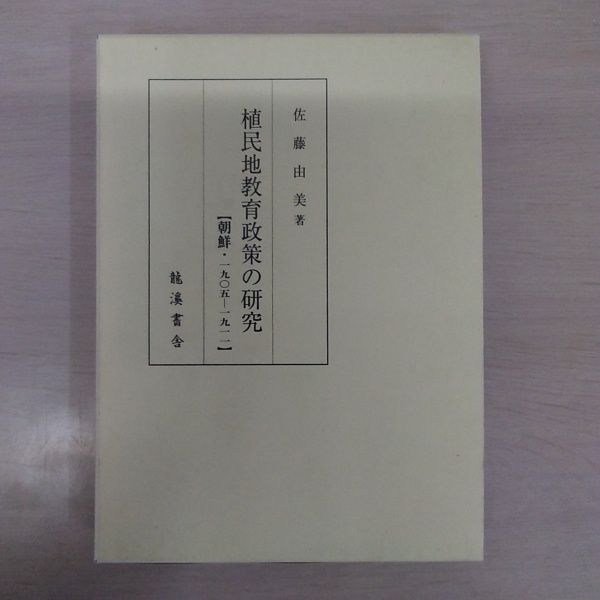 佐藤由美著
植民地教育政策の研究
【朝鮮・一九〇五―一九一一】
龍溪書舎